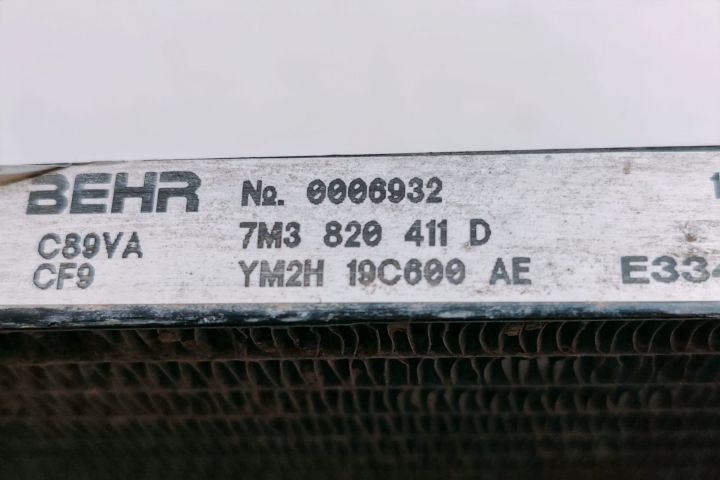 BEHR No. 0006932
C89VA 7M3 820 411 D
CF9 YM2H 19C600 AE